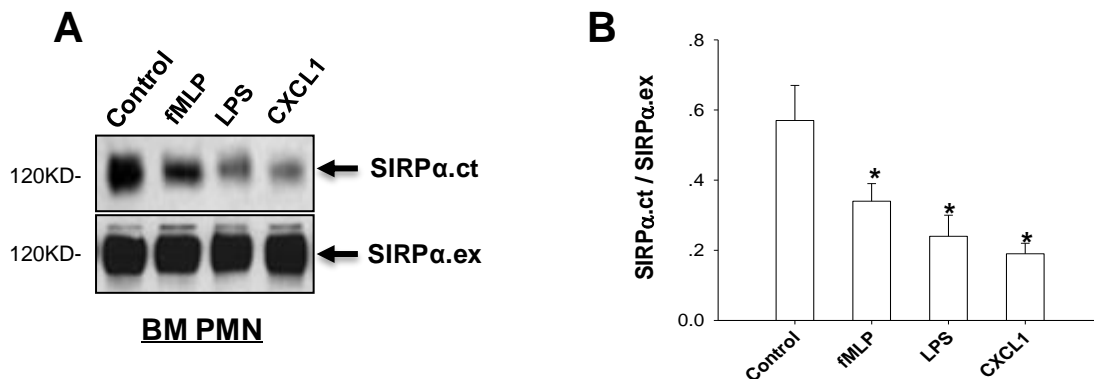 A
Control
fMLP
LPS
CXCL1
120KD-
SIRPα.ct
120KD-
SIRPα.ex
BM PMN
B
SIRPα.ct / SIRPα.ex
.8
.6
.4
.2
0.0
*
*
*
Control
fMLP
LPS
CXCL1